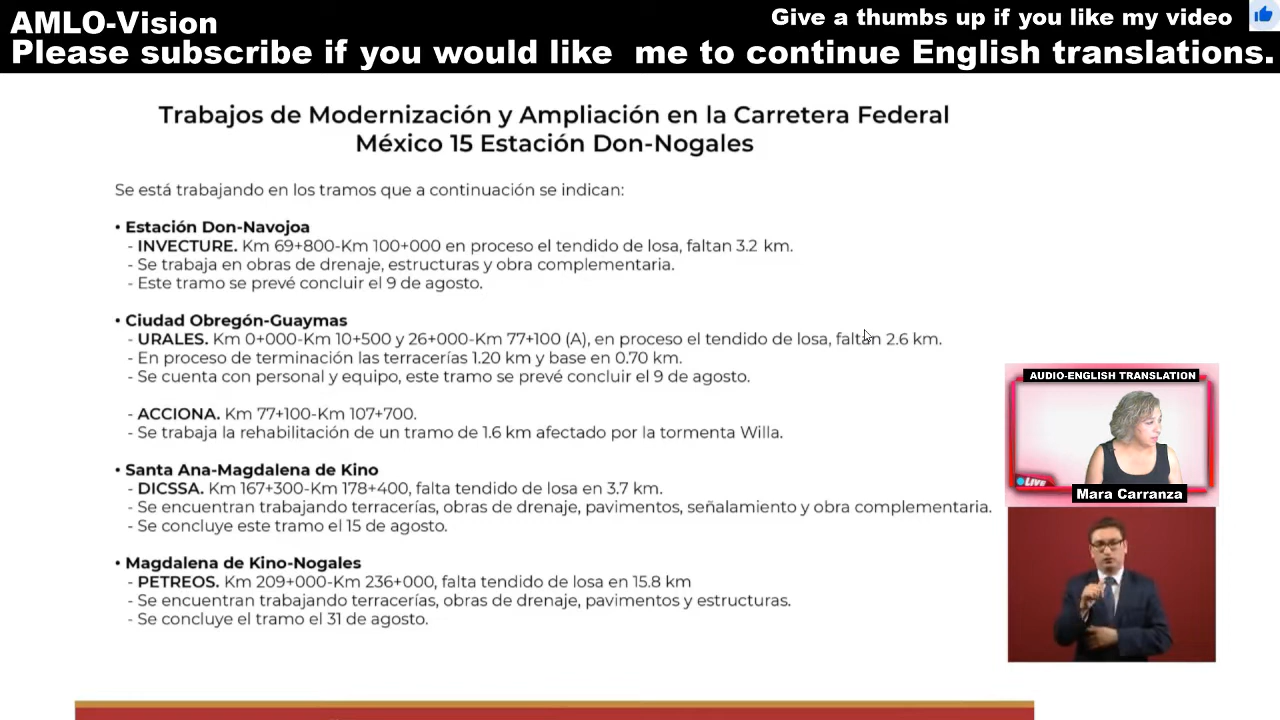 AMLO-Vision
Give a thumbs up if you like my video
Please subscribe if you would like me to continue English translations.
Trabajos de Modernización y Ampliación en la Carretera Federal
México 15 Estación Don-Nogales
Se está trabajando en los tramos que a continuación se indican:
• Estación Don-Navojoa
- INVECTURE. Km 69+800-Km 100+000 en proceso el tendido de losa, faltan 3.2 km.
- Se trabaja en obras de drenaje, estructuras y obra complementaria.
- Este tramo se prevé concluir el 9 de agosto.
• Ciudad Obregón-Guaymas
- URALES. Km 0+000-Km 10+500 y 26+000-Km 77+100 (A), en proceso el tendido de losa, faltan 2.6 km.
- En proceso de terminación las terracerías 1.20 km y base en 0.70 km.
- Se cuenta con personal y equipo, este tramo se prevé concluir el 9 de agosto.
- ACCIONA. Km 77+100-Km 107+700.
- Se trabaja la rehabilitación de un tramo de 1.6 km afectado por la tormenta Willa.
• Santa Ana-Magdalena de Kino
- DICSSA. Km 167+300-Km 178+400, falta tendido de losa en 3.7 km.
- Se encuentran trabajando terracerías, obras de drenaje, pavimentos, señalamiento y obra complementaria.
- Se concluye este tramo el 15 de agosto.
• Magdalena de Kino-Nogales
- PETREOS. Km 209+000-Km 236+000, falta tendido de losa en 15.8 km
- Se encuentran trabajando terracerías, obras de drenaje, pavimentos y estructuras.
- Se concluye el tramo el 31 de agosto.
AUDIO-ENGLISH TRANSLATION
LIVE
Mara Carranza